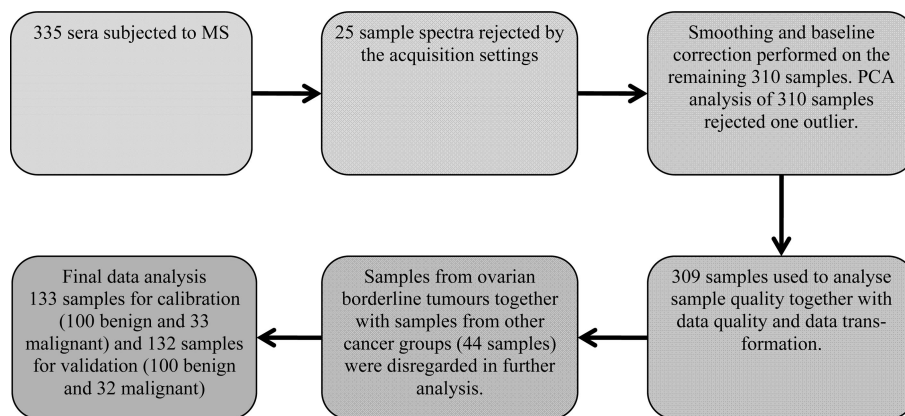 335 sera subjected to MS
25 sample spectra rejected by
the acquisition settings
Smoothing and baseline
correction performed on the
remaining 310 samples. PCA
analysis of 310 samples
rejected one outlier.
309 samples used to analyse
sample quality together with
data quality and data trans-
formation.
Samples from ovarian
borderline tumours together
with samples from other
cancer groups (44 samples)
were disregarded in further
analysis.
Final data analysis
133 samples for calibration
(100 benign and 33
malignant) and 132 samples
for validation (100 benign
and 32 malignant)